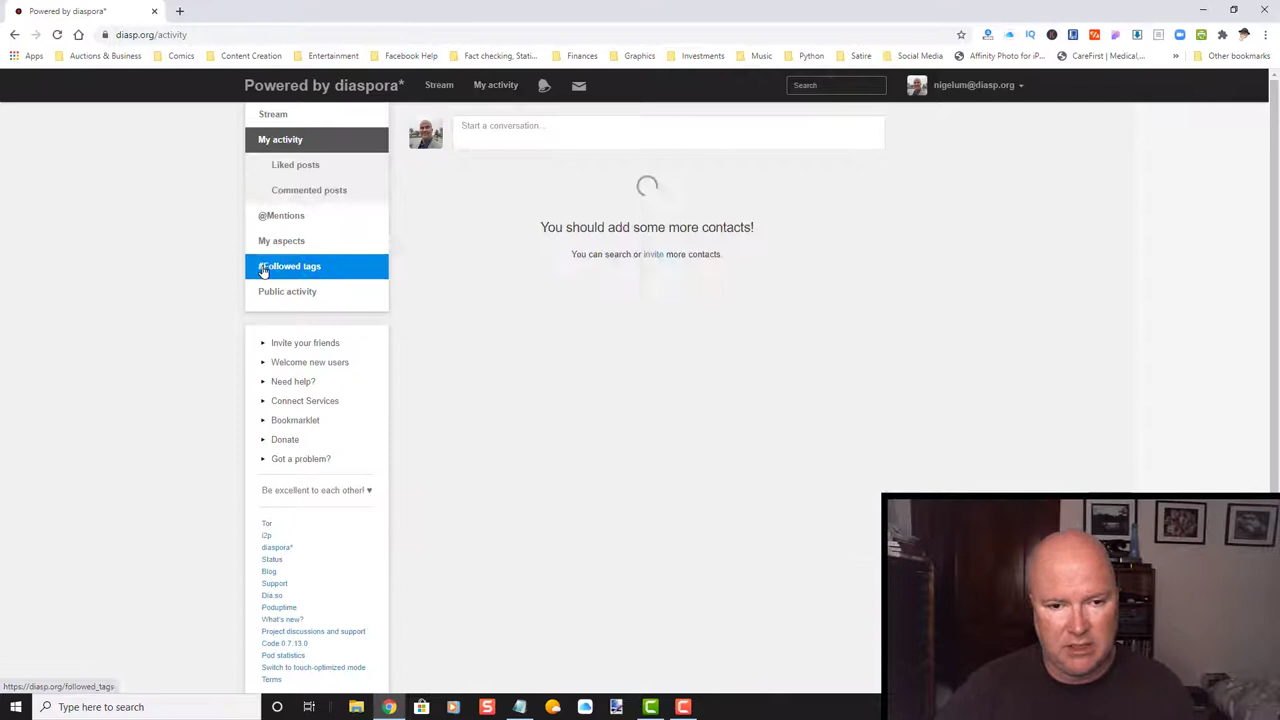 Powered by diaspora*
diasp.org/activity
Apps
Auctions & Business
Comics
Content Creation
Entertainment
Facebook Help
Fact checking, Stati...
Finances
Graphics
Investments
Music
Python
Satire
Social Media
Affinity Photo for iP...
CareFirst | Medical,...
»
Other bookmarks
Powered by diaspora*
Stream
My activity
Search
nigelum@diasp.org
Stream
My activity
Liked posts
Commented posts
@Mentions
My aspects
#Followed tags
Public activity
Start a conversation...
You should add some more contacts!
You can search or invite more contacts.
Invite your friends
Welcome new users
Need help?
Connect Services
Bookmarklet
Donate
Got a problem?
Be excellent to each other! ♥
Tor
i2p
diaspora*
Status
Blog
Support
Dia.so
Poduptime
What's new?
Project discussions and support
Code 0.7.13.0
Pod statistics
Switch to touch-optimized mode
Terms
https://diasp.org/followed_tags
Type here to search